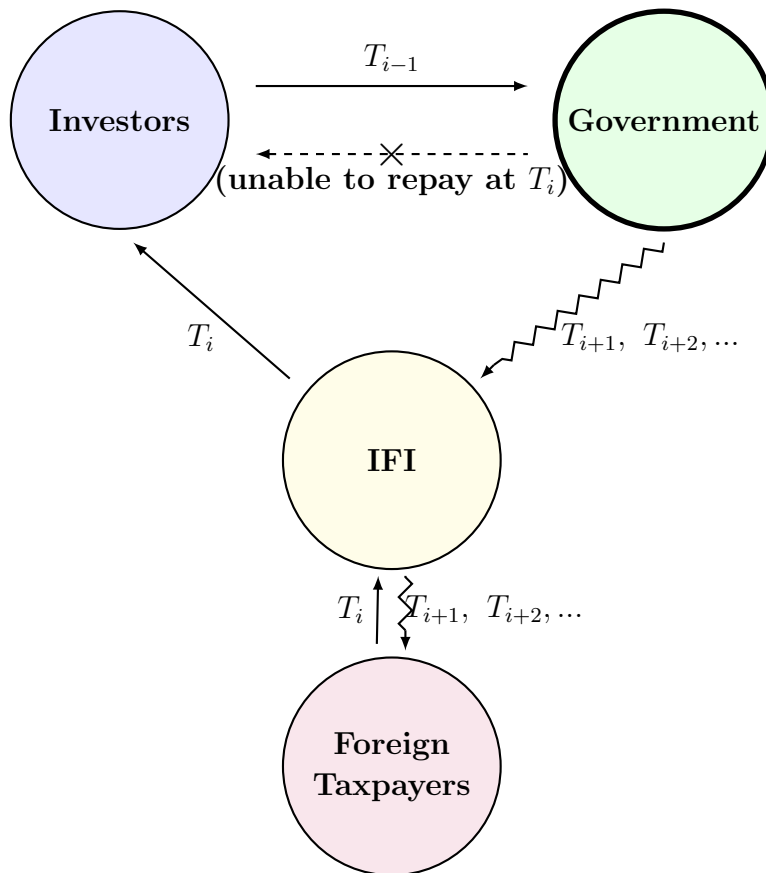 T_{i−1}
Investors
Government
(unable to repay at T_i)
T_i
T_{i+1}, T_{i+2}, ...
IFI
T_i
T_{i+1}, T_{i+2}, ...
Foreign
Taxpayers